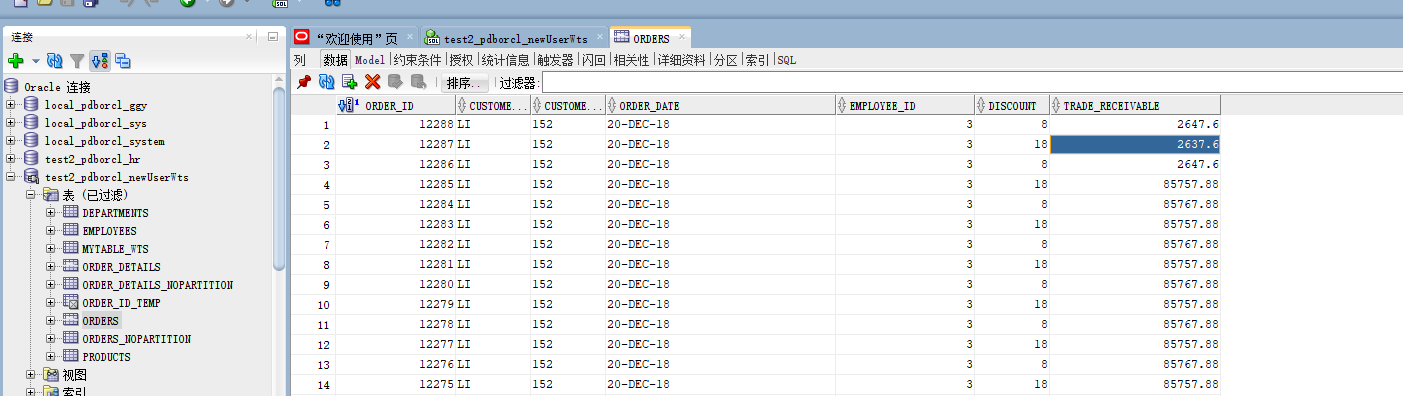 SQL
连接
"欢迎使用"页
test2_pdborcl_newUserWts
ORDERS
列 数据 Model 约束条件 授权 统计信息 触发器 闪回 相关性 详细资料 分区 索引 SQL
排序.. 过滤器:
Oracle 连接
local_pdborcl_ggy
local_pdborcl_sys
local_pdborcl_system
test2_pdborcl_hr
test2_pdborcl_newUserWts
表 (已过滤)
DEPARTMENTS
EMPLOYEES
MYTABLE_WTS
ORDER_DETAILS
ORDER_DETAILS_NOPARTITION
ORDER_ID_TEMP
ORDERS
ORDERS_NOPARTITION
PRODUCTS
视图
索引
ORDER_ID CUSTOME... CUSTOME... ORDER_DATE EMPLOYEE_ID DISCOUNT TRADE_RECEIVABLE
1 12288 LI 152 20-DEC-18 3 8 2647.6
2 12287 LI 152 20-DEC-18 3 18 2637.6
3 12286 LI 152 20-DEC-18 3 8 2647.6
4 12285 LI 152 20-DEC-18 3 18 85757.88
5 12284 LI 152 20-DEC-18 3 8 85767.88
6 12283 LI 152 20-DEC-18 3 18 85757.88
7 12282 LI 152 20-DEC-18 3 8 85767.88
8 12281 LI 152 20-DEC-18 3 18 85757.88
9 12280 LI 152 20-DEC-18 3 8 85767.88
10 12279 LI 152 20-DEC-18 3 18 85757.88
11 12278 LI 152 20-DEC-18 3 8 85767.88
12 12277 LI 152 20-DEC-18 3 18 85757.88
13 12276 LI 152 20-DEC-18 3 8 85767.88
14 12275 LI 152 20-DEC-18 3 18 85757.88